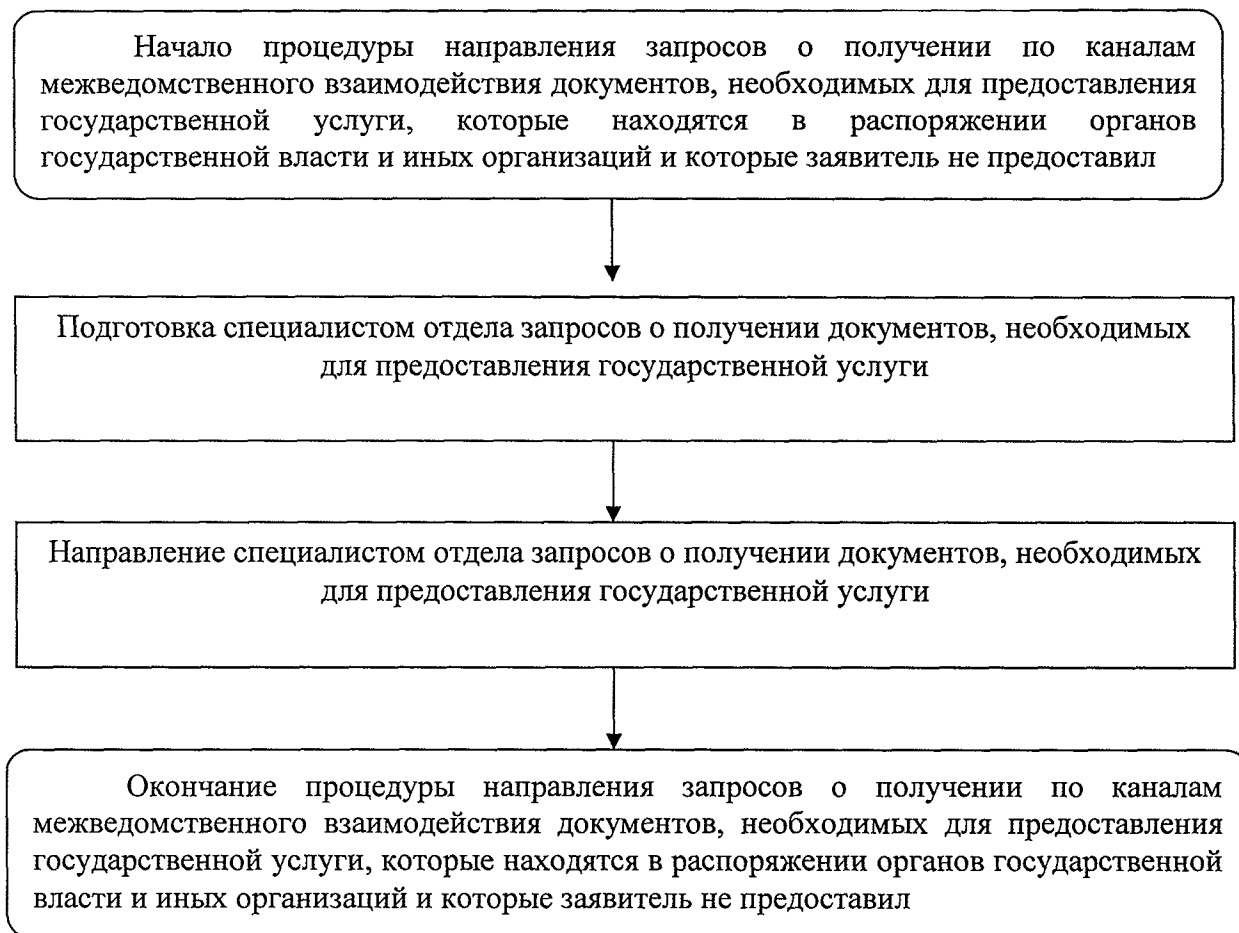 Начало процедуры направления запросов о получении по каналам
межведомственного взаимодействия документов, необходимых для предоставления
государственной услуги, которые находятся в распоряжении органов
государственной власти и иных организаций и которые заявитель не предоставил
Подготовка специалистом отдела запросов о получении документов, необходимых
для предоставления государственной услуги
Направление специалистом отдела запросов о получении документов, необходимых
для предоставления государственной услуги
Окончание процедуры направления запросов о получении по каналам
межведомственного взаимодействия документов, необходимых для предоставления
государственной услуги, которые находятся в распоряжении органов государственной
власти и иных организаций и которые заявитель не предоставил